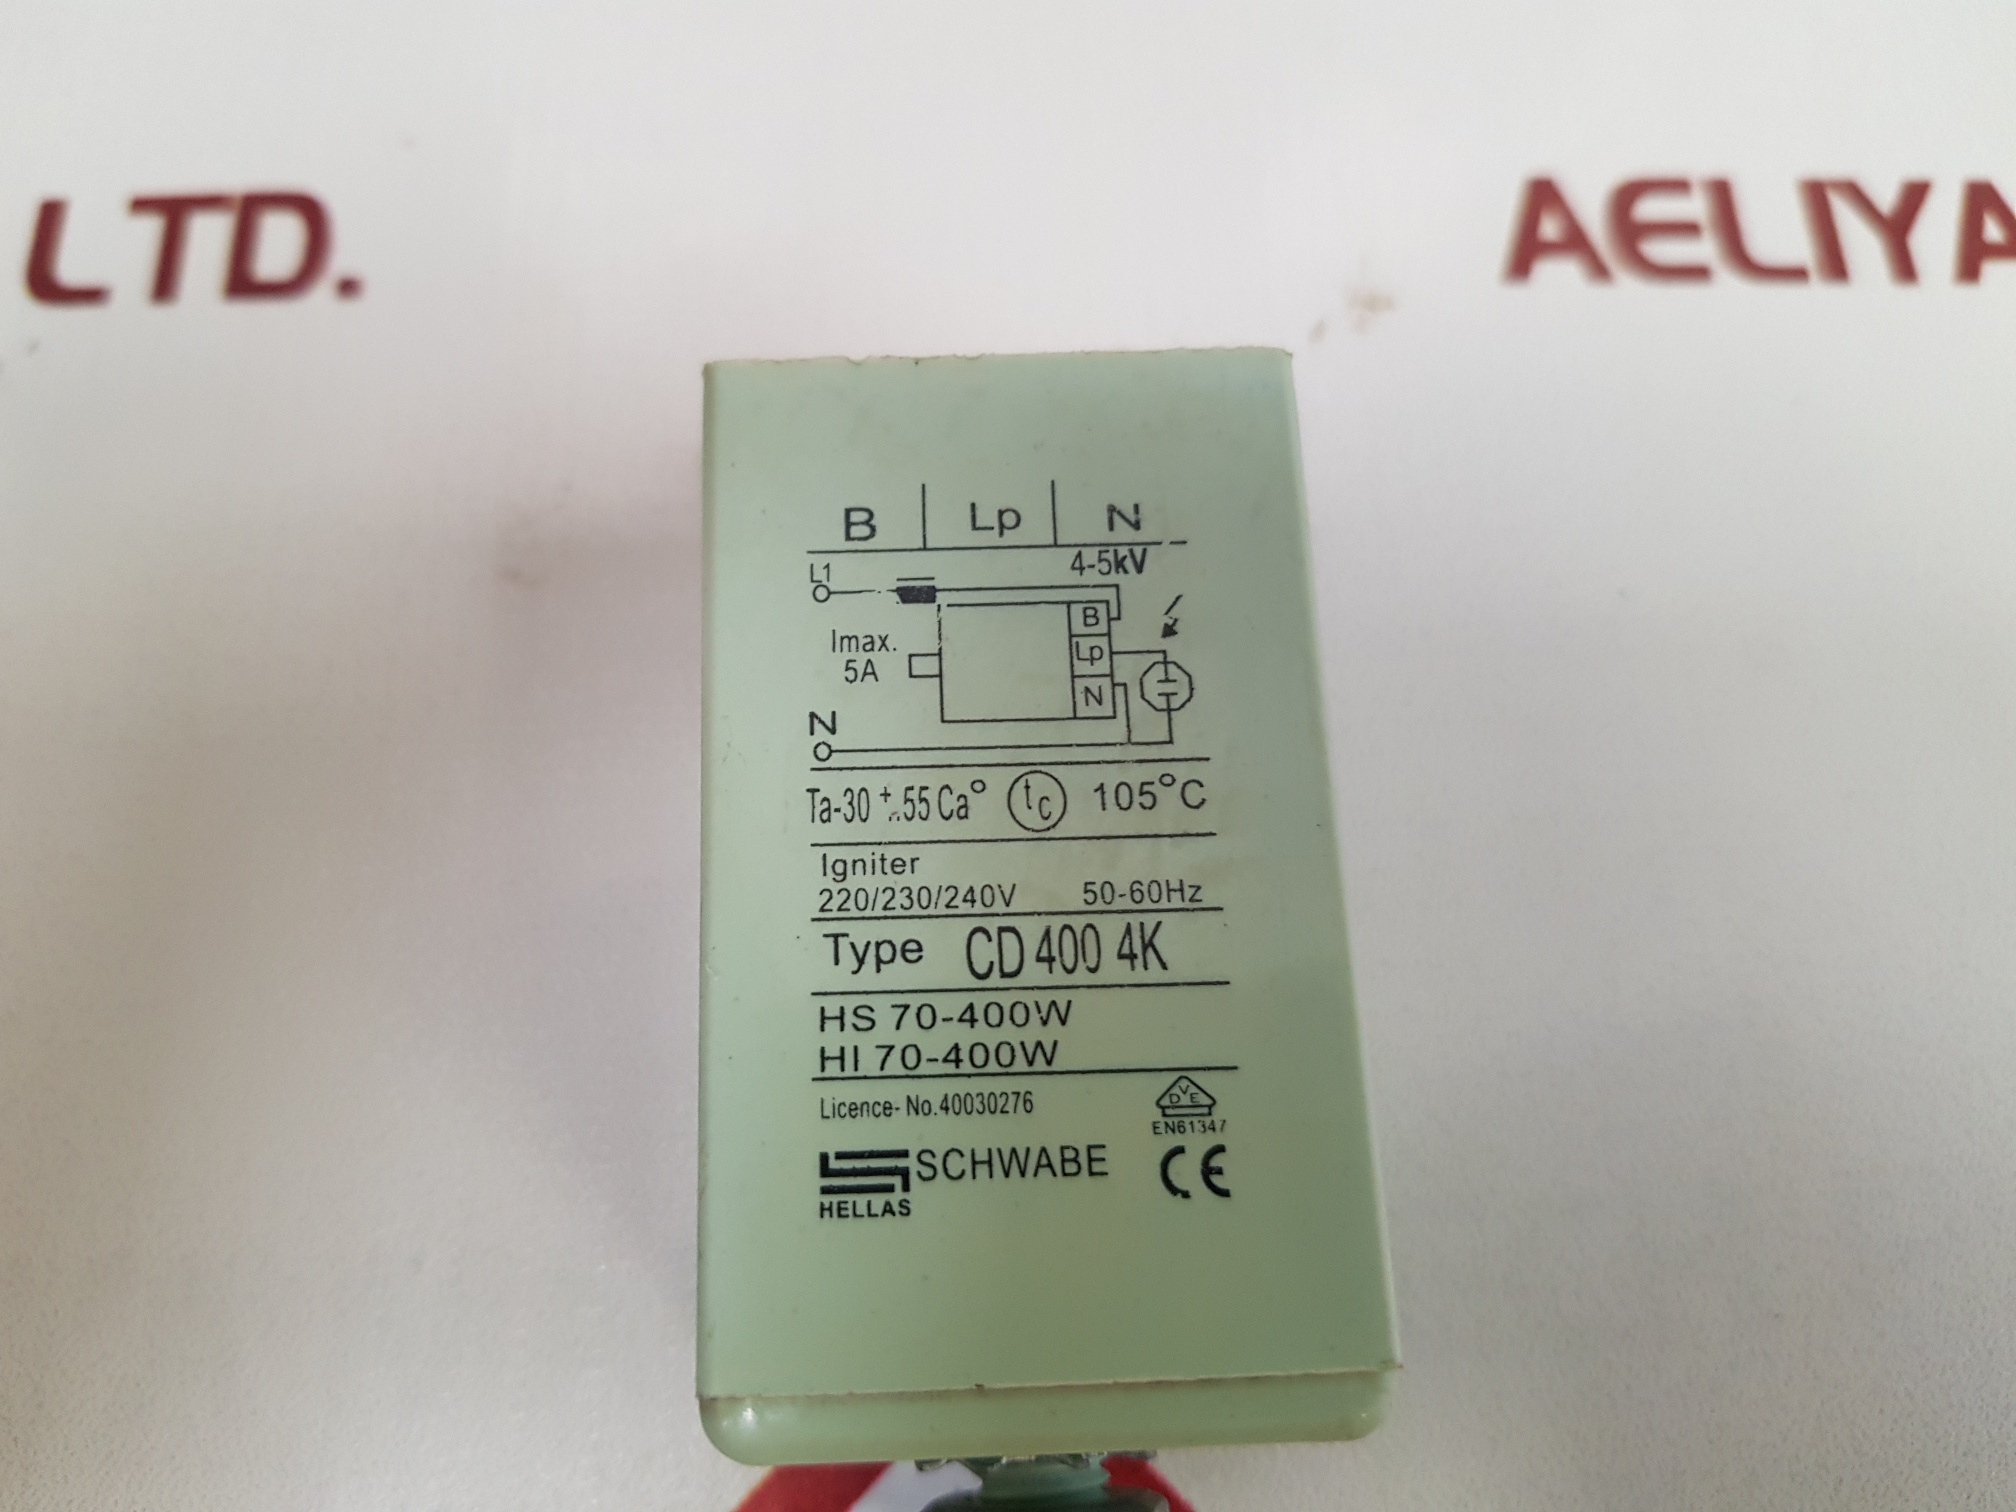 LTD.
AELIYA
B Lp N
4-5kV
L1
B
Imax.
Lp
5A
N
N
Ta-30 +..55 Ca° tc 105°C
Igniter
220/230/240V 50-60Hz
Type CD 400 4K
HS 70-400W
HI 70-400W
Licence- No.40030276
DVE
EN61347
SCHWABE CE
HELLAS